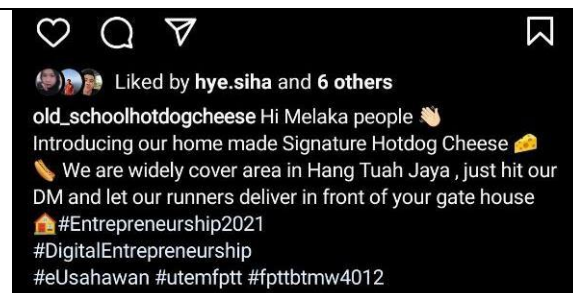 Liked by hye.siha and 6 others
old_schoolhotdogcheese Hi Melaka people 👋🏻
Introducing our home made Signature Hotdog Cheese 🧀
🌭 We are widely cover area in Hang Tuah Jaya , just hit our
DM and let our runners deliver in front of your gate house
🏠#Entrepreneurship2021
#DigitalEntrepreneurship
#eUsahawan #utemfptt #fpttbtmw4012